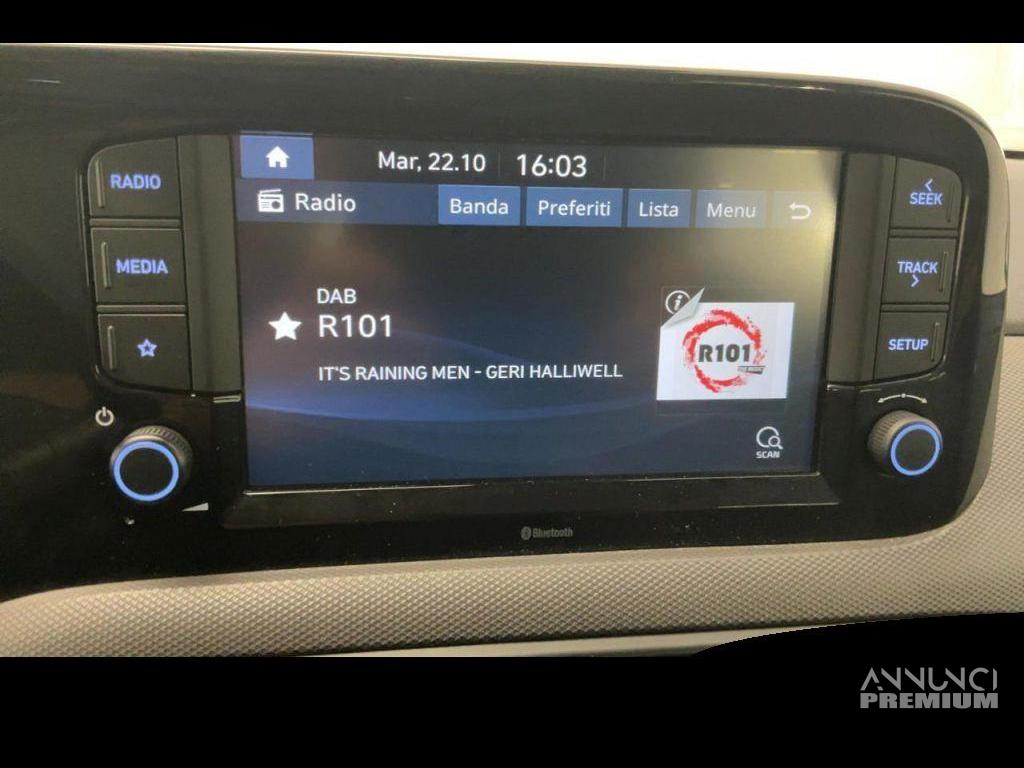 Mar, 22.10 16:03
RADIO
Radio Banda Preferiti Lista Menu
< SEEK
MEDIA
TRACK >
DAB
R101
R101
IT'S RAINING MEN - GERI HALLIWELL
SETUP
SCAN
Bluetooth
ANNUNCI
PREMIUM